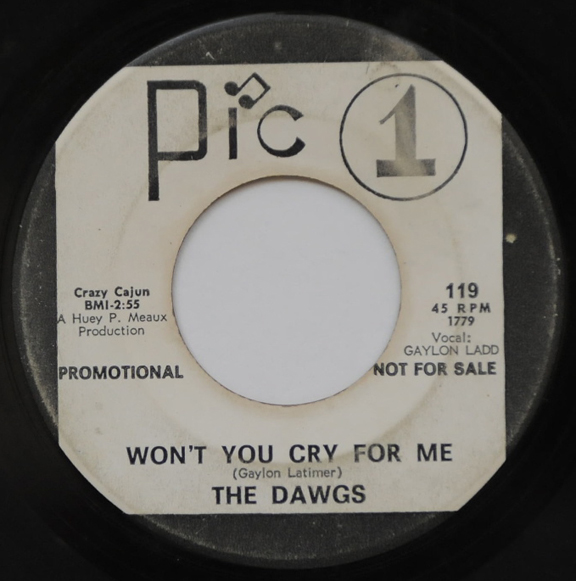 Pic 1
Crazy Cajun
BMI-2:55
A Huey P. Meaux
Production
119
45 RPM
1779
Vocal:
GAYLON LADD
PROMOTIONAL
NOT FOR SALE
WON'T YOU CRY FOR ME
(Gaylon Latimer)
THE DAWGS